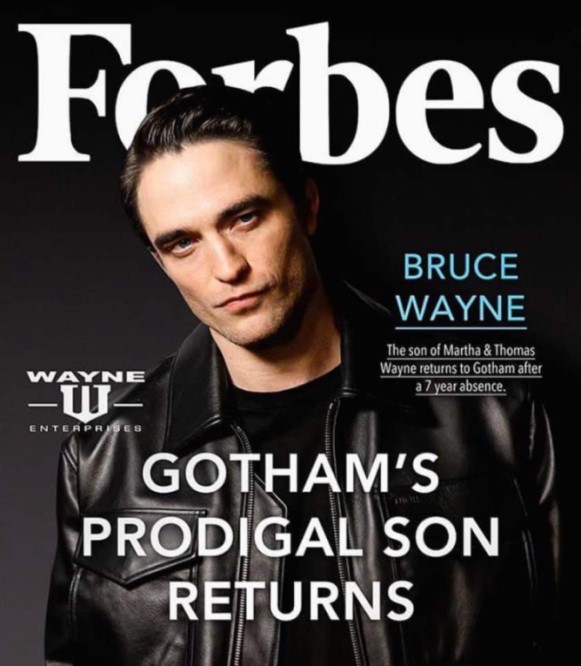 Forbes
BRUCE
WAYNE
The son of Martha & Thomas
Wayne returns to Gotham after
a 7 year absence.
WAYNE
W
ENTERPRISES
GOTHAM'S
PRODIGAL SON
RETURNS